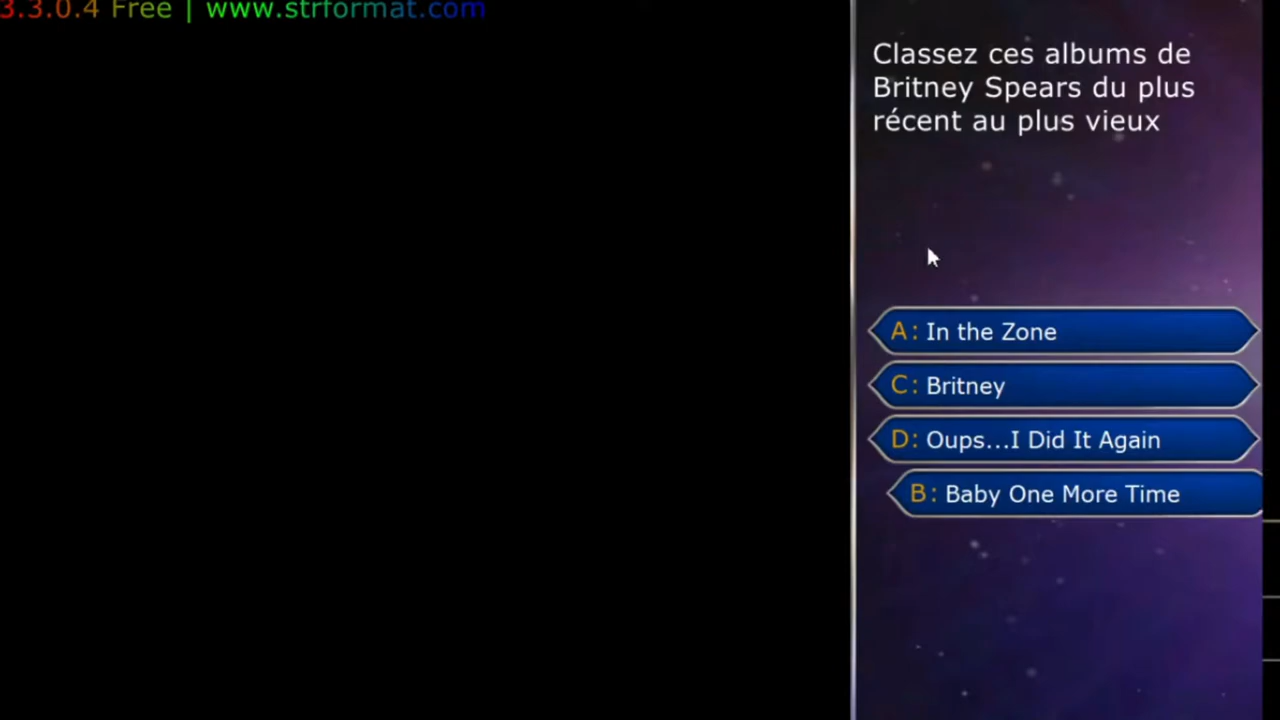 3.3.0.4 Free | www.strformat.com
Classez ces albums de
Britney Spears du plus
récent au plus vieux
A: In the Zone
C: Britney
D: Oups...I Did It Again
B: Baby One More Time